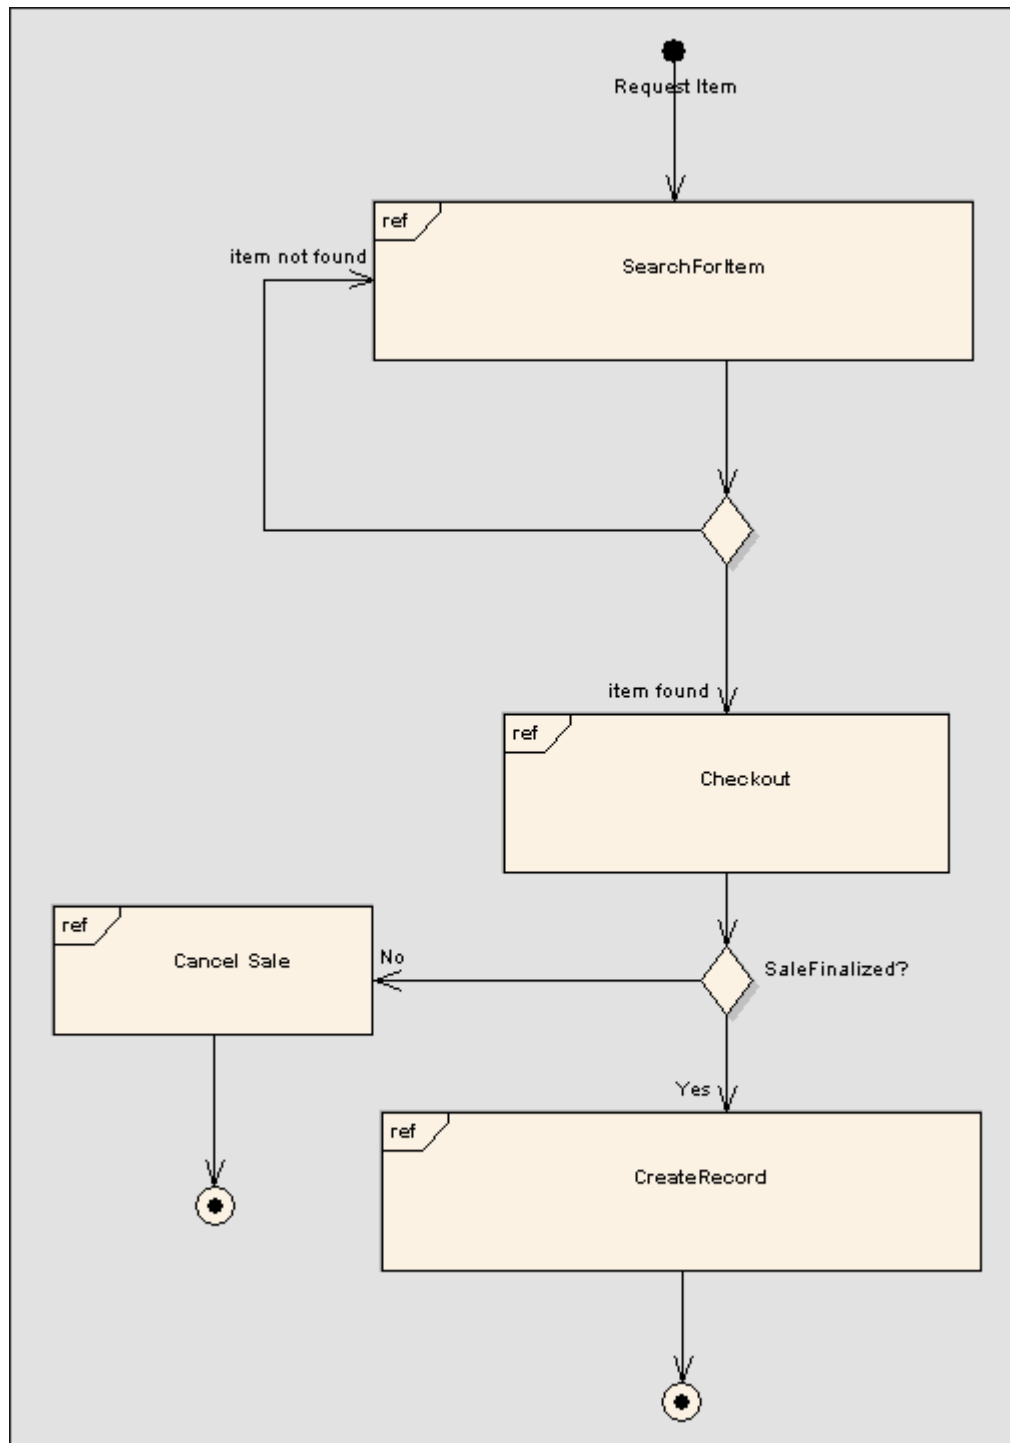 Request Item
ref
SearchForItem
item not found
item found
ref
Checkout
SaleFinalized?
No
ref
Cancel Sale
Yes
ref
CreateRecord